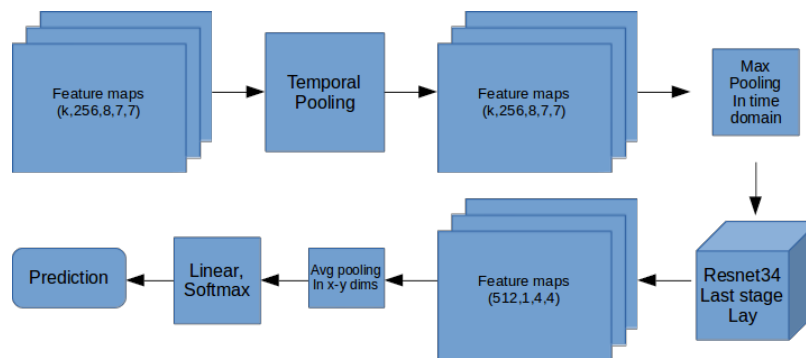 Feature maps
(k,256,8,7,7)
Temporal
Pooling
Feature maps
(k,256,8,7,7)
Max
Pooling
In time
domain
Resnet34
Last stage
Lay
Feature maps
(512,1,4,4)
Avg pooling
In x-y dims
Linear,
Softmax
Prediction